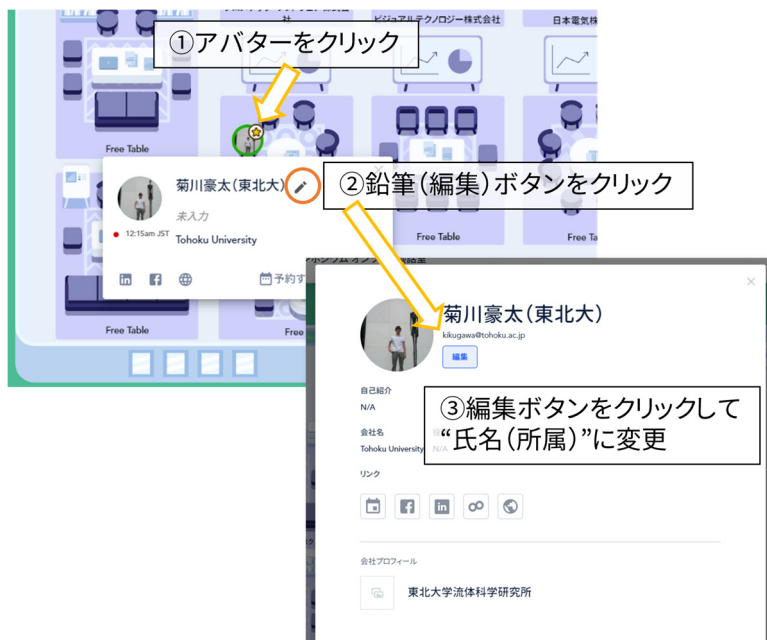 社
ビジュアルテクノロジー株式会社
日本電気株
①アバターをクリック
Free Table
菊川豪太（東北大）
②鉛筆（編集）ボタンをクリック
未入力
12:15am JST
Tohoku University
Free Table
Free Ta
予約す
Free Table
Free
菊川豪太（東北大）
kikugawa@tohoku.ac.jp
編集
自己紹介
N/A
③編集ボタンをクリックして
“氏名（所属）”に変更
会社名
Tohoku University
N/A
リンク
会社プロフィール
東北大学流体科学研究所